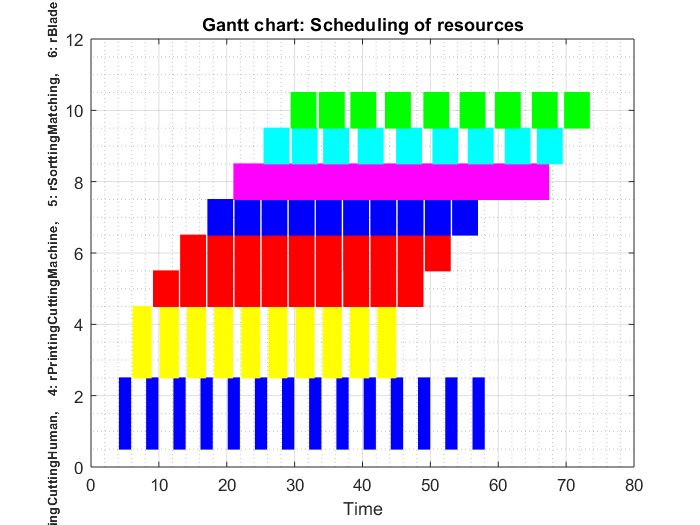 Gantt chart: Scheduling of resources
ingCuttingHuman, 4: rPrintingCuttingMachine, 5: rSorttingMatching, 6: rBlade
12
10
8
6
4
2
0
0 10 20 30 40 50 60 70 80
Time